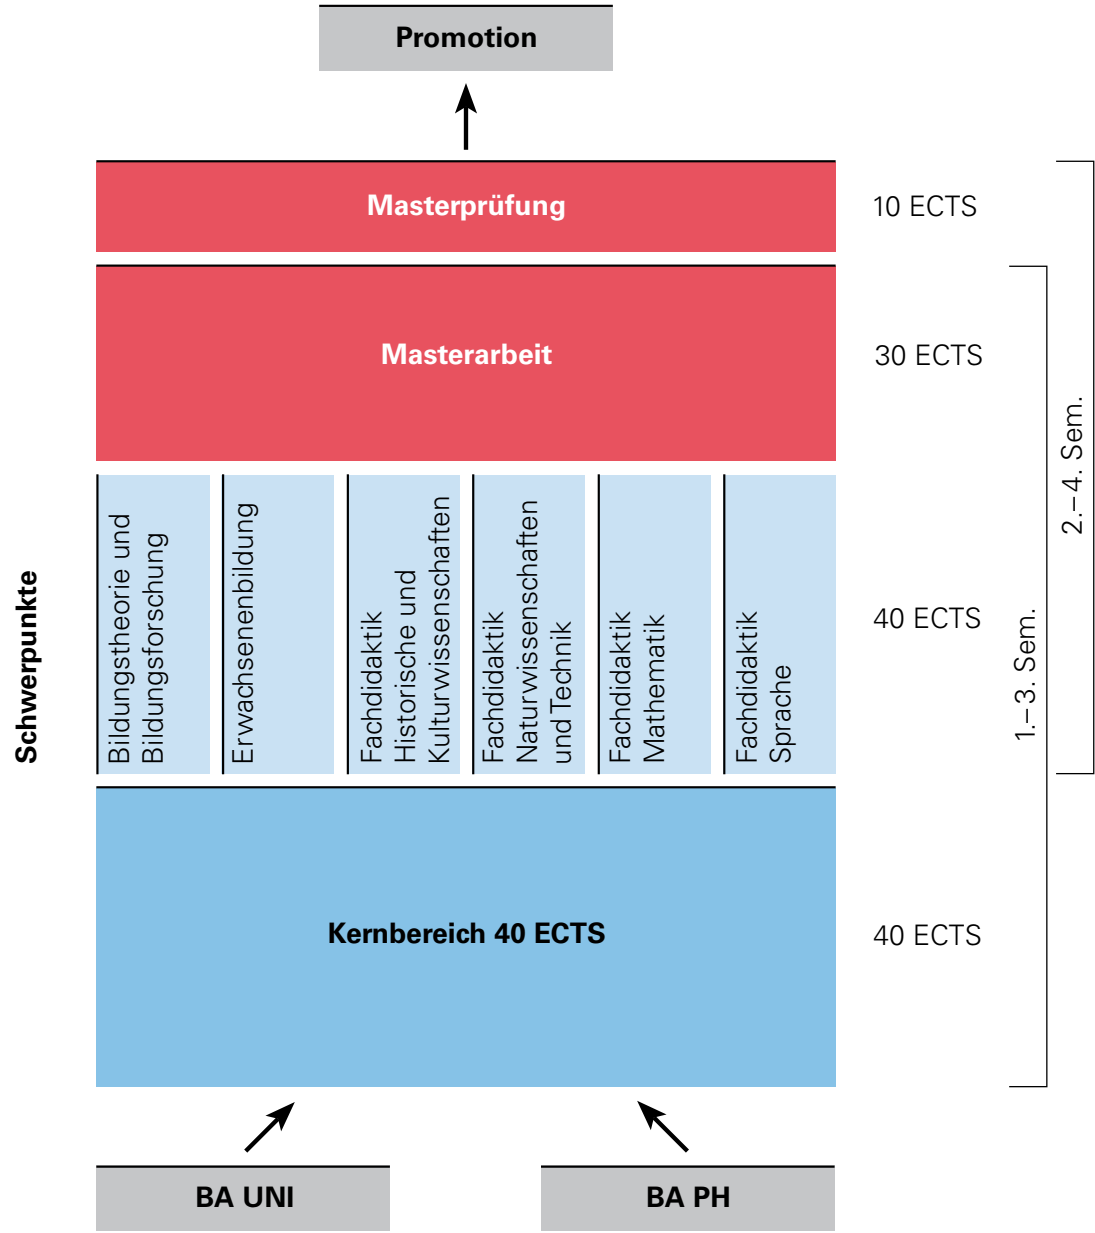 Promotion
Masterprüfung
10 ECTS
Masterarbeit
30 ECTS
Schwerpunkte
Bildungstheorie und
Bildungsforschung
Erwachsenenbildung
Fachdidaktik
Historische und
Kulturwissenschaften
Fachdidaktik
Naturwissenschaften
und Technik
Fachdidaktik
Mathematik
Fachdidaktik
Sprache
40 ECTS
1.–3. Sem.
2.–4. Sem.
Kernbereich 40 ECTS
40 ECTS
BA UNI
BA PH